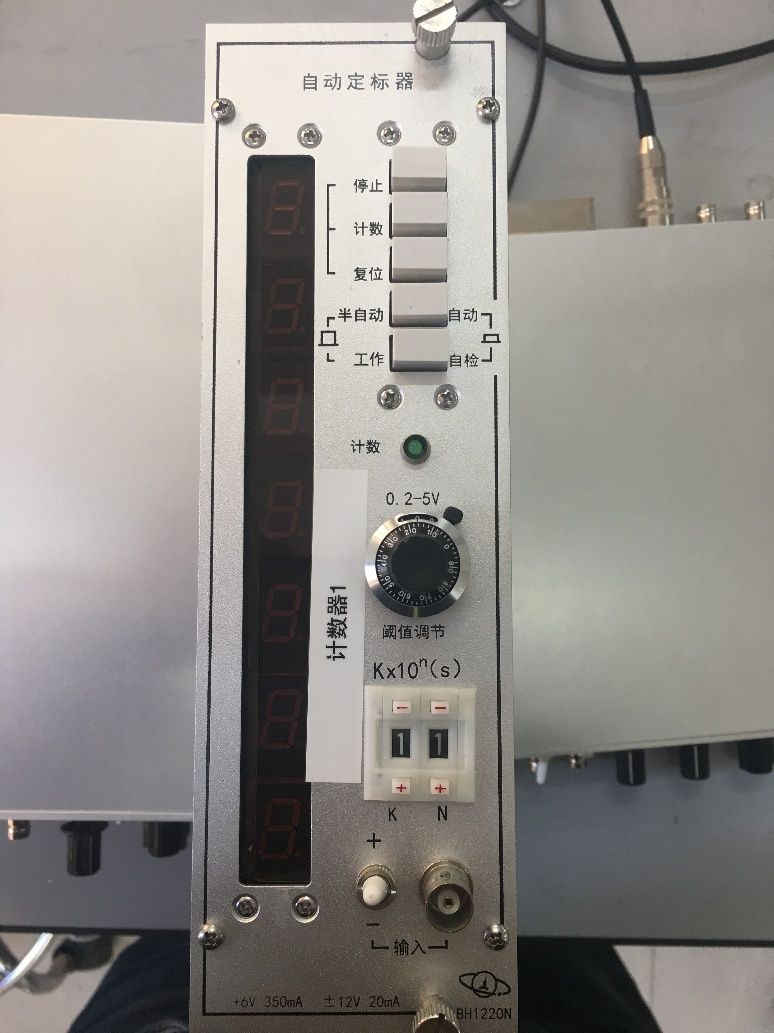 自动定标器
停止
计数
复位
半自动 自动
工作 自检
计数
0.2-5V
阈值调节
计数器1
Kx10ⁿ(s)
- -
1 1
+ +
K N
+
-
输入
+6V 350mA ±12V 20mA
BH1220N